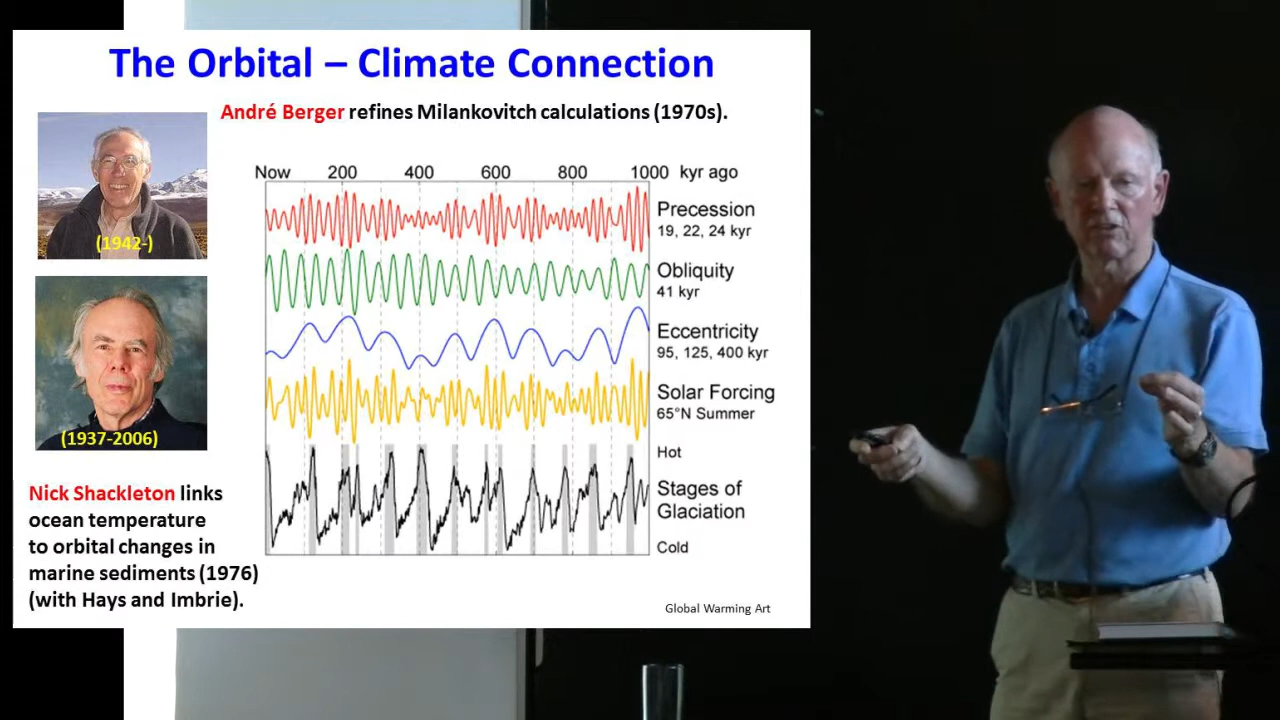 The Orbital – Climate Connection
André Berger refines Milankovitch calculations (1970s).
(1942-)
(1937-2006)
Nick Shackleton links
ocean temperature
to orbital changes in
marine sediments (1976)
(with Hays and Imbrie).
Now 200 400 600 800 1000 kyr ago
Precession
19, 22, 24 kyr
Obliquity
41 kyr
Eccentricity
95, 125, 400 kyr
Solar Forcing
65°N Summer
Hot
Stages of
Glaciation
Cold
Global Warming Art